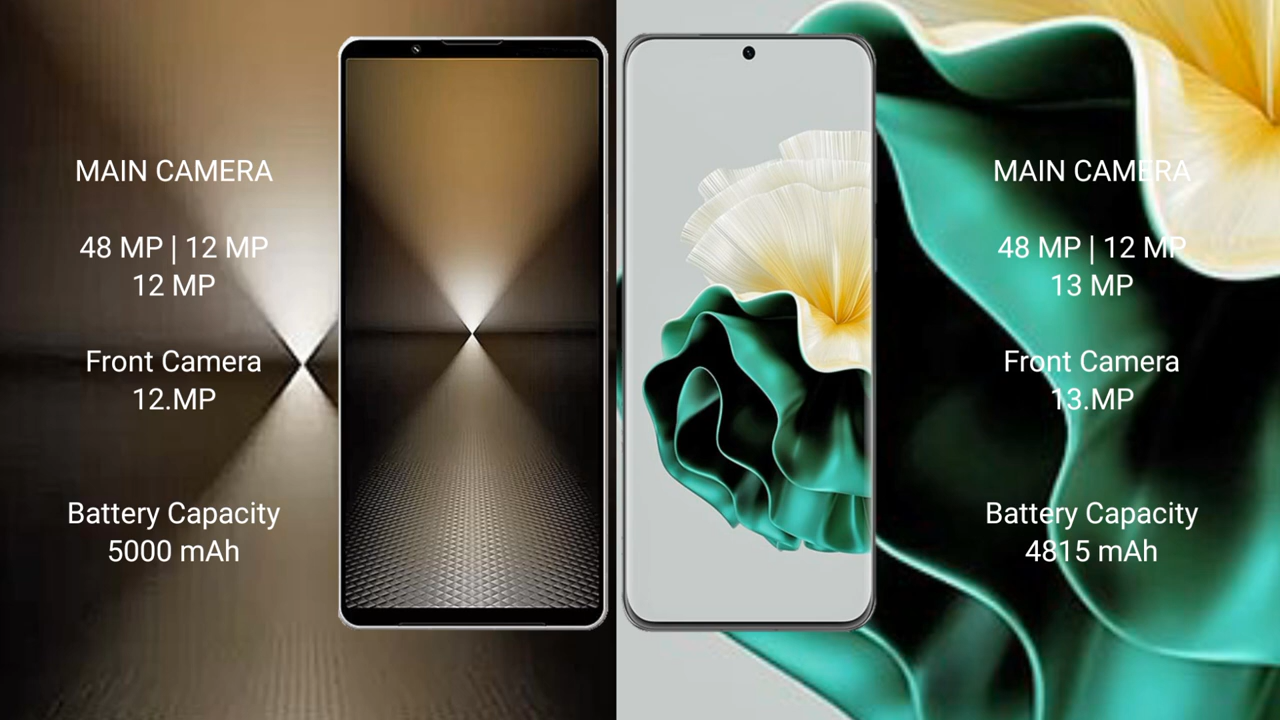 MAIN CAMERA
48 MP | 12 MP
12 MP
Front Camera
12.MP
Battery Capacity
5000 mAh
MAIN CAMERA
48 MP | 12 MP
13 MP
Front Camera
13.MP
Battery Capacity
4815 mAh